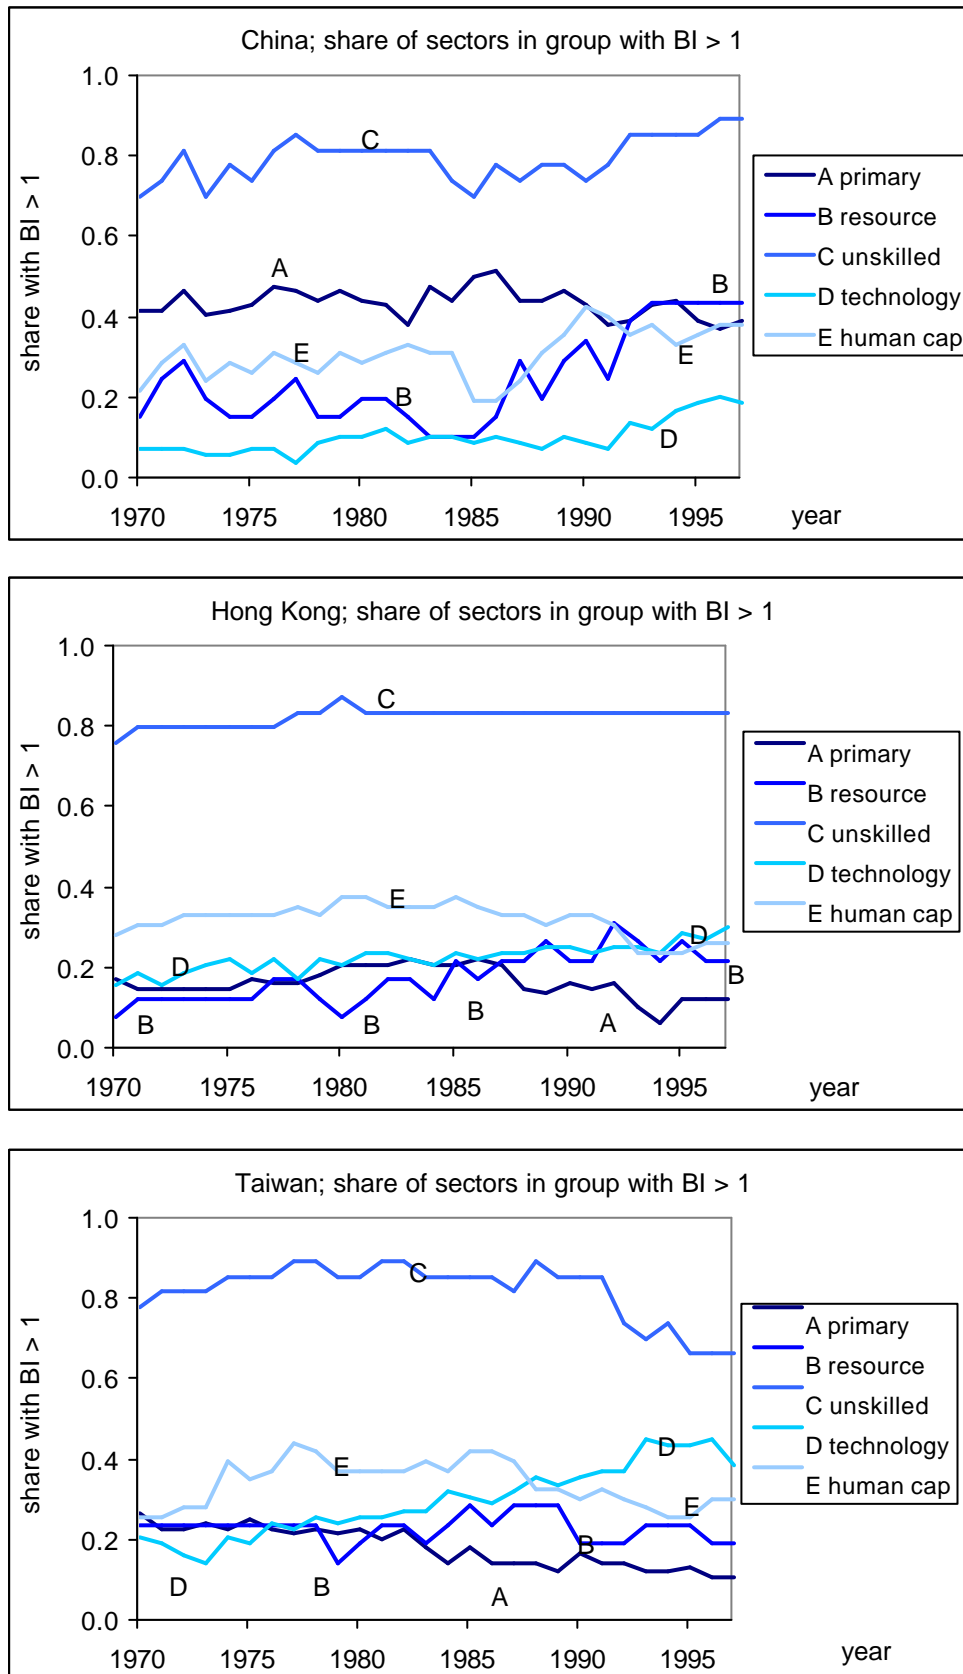 China; share of sectors in group with BI > 1
share with BI > 1
1.0
0.8
0.6
0.4
0.2
0.0
C
A
B
E
B
E
D
1970
1975
1980
1985
1990
1995
year
A primary
B resource
C unskilled
D technology
E human cap
Hong Kong; share of sectors in group with BI > 1
share with BI > 1
1.0
0.8
0.6
0.4
0.2
0.0
C
E
D
D
B
B
B
B
A
1970
1975
1980
1985
1990
1995
year
A primary
B resource
C unskilled
D technology
E human cap
Taiwan; share of sectors in group with BI > 1
share with BI > 1
1.0
0.8
0.6
0.4
0.2
0.0
C
D
E
E
B
D
B
A
1970
1975
1980
1985
1990
1995
year
A primary
B resource
C unskilled
D technology
E human cap